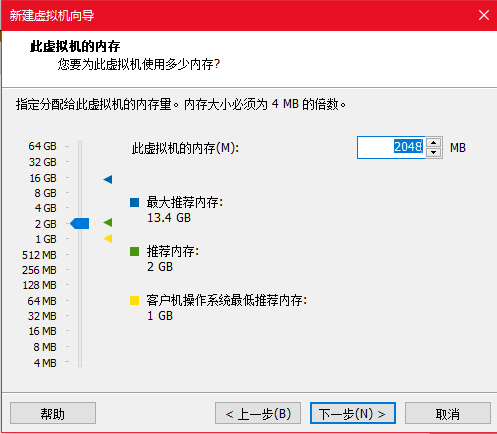 新建虚拟机向导
此虚拟机的内存
您要为此虚拟机使用多少内存?
指定分配给此虚拟机的内存量。内存大小必须为 4 MB 的倍数。
此虚拟机的内存(M):
2048
MB
64 GB
32 GB
16 GB
8 GB
4 GB
2 GB
1 GB
512 MB
256 MB
128 MB
64 MB
32 MB
16 MB
8 MB
4 MB
最大推荐内存:
13.4 GB
推荐内存:
2 GB
客户机操作系统最低推荐内存:
1 GB
帮助
< 上一步(B)
下一步(N) >
取消